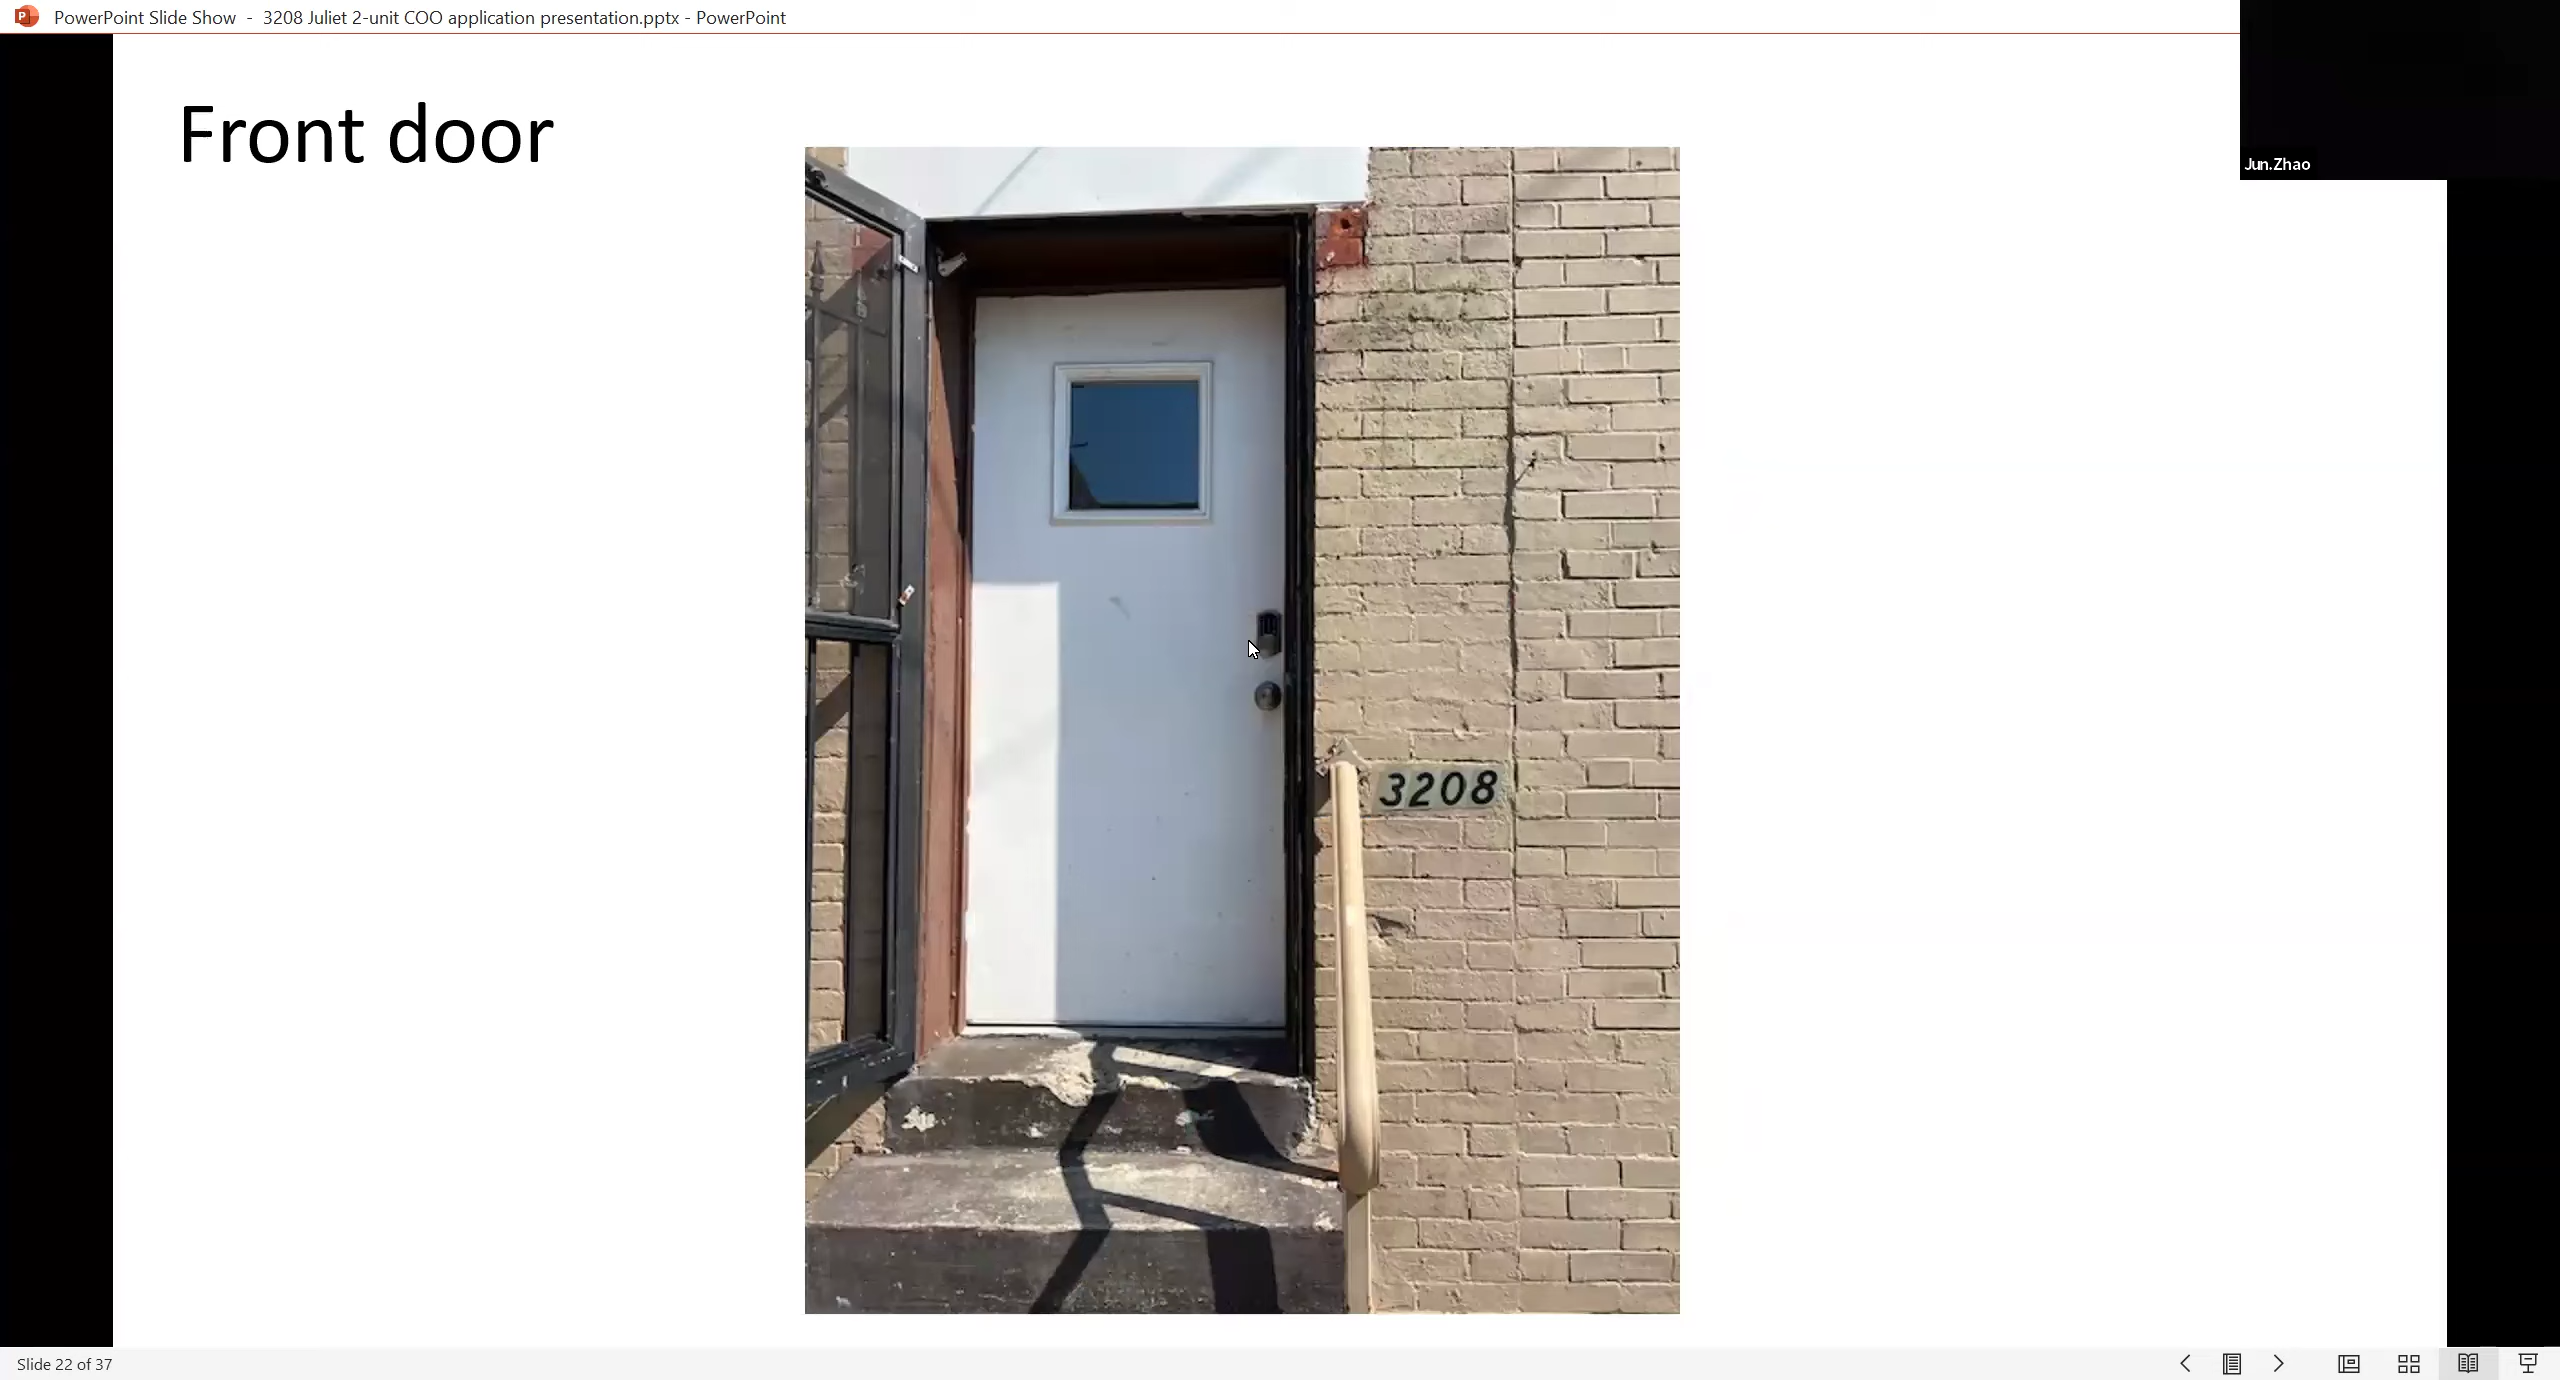 PowerPoint Slide Show - 3208 Juliet 2-unit COO application presentation.pptx - PowerPoint
Jun.Zhao
Front door
3208
Slide 22 of 37